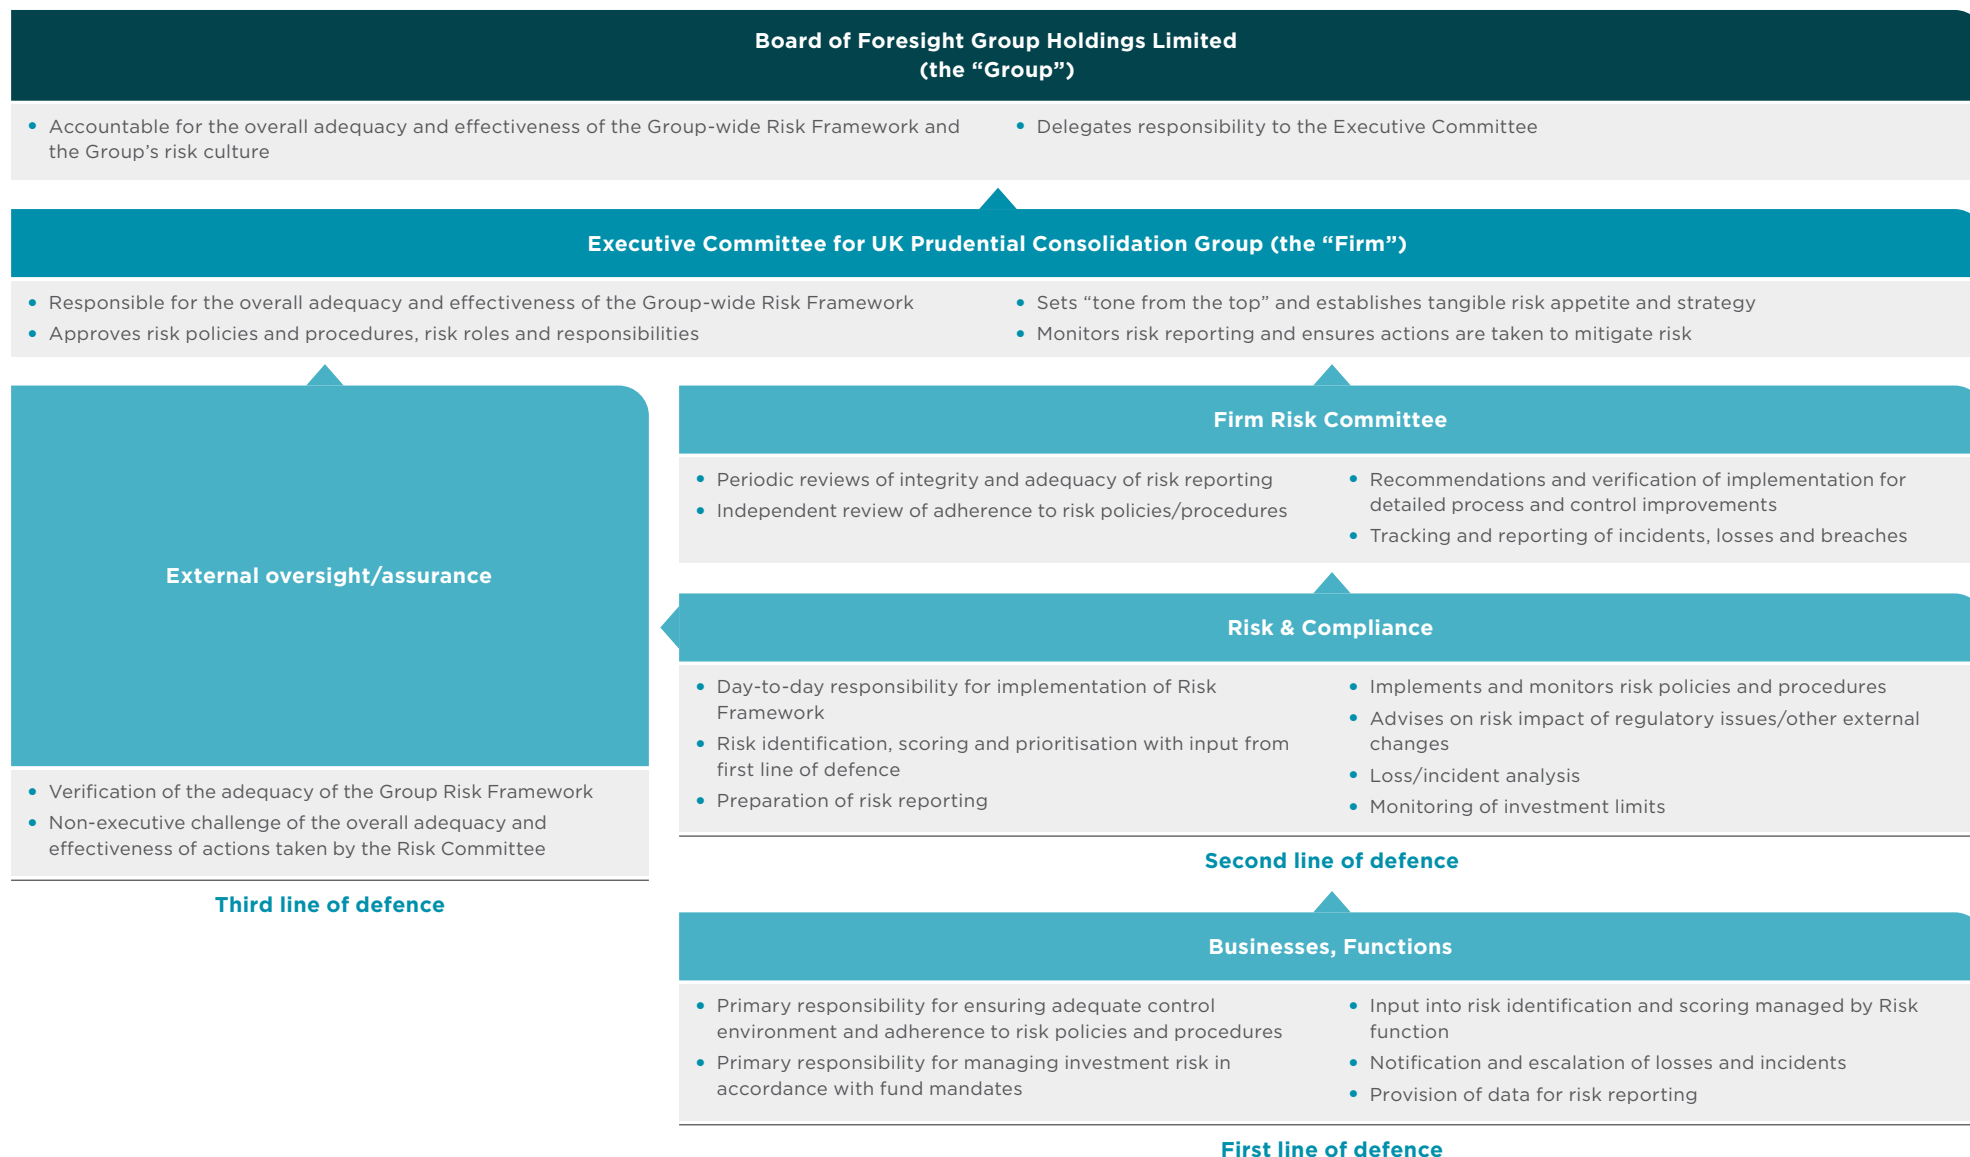 Board of Foresight Group Holdings Limited
(the “Group”)
• Accountable for the overall adequacy and effectiveness of the Group-wide Risk Framework and
the Group’s risk culture
• Delegates responsibility to the Executive Committee
Executive Committee for UK Prudential Consolidation Group (the “Firm”)
• Responsible for the overall adequacy and effectiveness of the Group-wide Risk Framework
• Approves risk policies and procedures, risk roles and responsibilities
• Sets “tone from the top” and establishes tangible risk appetite and strategy
• Monitors risk reporting and ensures actions are taken to mitigate risk
External oversight/assurance
• Verification of the adequacy of the Group Risk Framework
• Non-executive challenge of the overall adequacy and
effectiveness of actions taken by the Risk Committee
Third line of defence
Firm Risk Committee
• Periodic reviews of integrity and adequacy of risk reporting
• Independent review of adherence to risk policies/procedures
• Recommendations and verification of implementation for
detailed process and control improvements
• Tracking and reporting of incidents, losses and breaches
Risk & Compliance
• Day-to-day responsibility for implementation of Risk
Framework
• Risk identification, scoring and prioritisation with input from
first line of defence
• Preparation of risk reporting
• Implements and monitors risk policies and procedures
• Advises on risk impact of regulatory issues/other external
changes
• Loss/incident analysis
• Monitoring of investment limits
Second line of defence
Businesses, Functions
• Primary responsibility for ensuring adequate control
environment and adherence to risk policies and procedures
• Primary responsibility for managing investment risk in
accordance with fund mandates
• Input into risk identification and scoring managed by Risk
function
• Notification and escalation of losses and incidents
• Provision of data for risk reporting
First line of defence